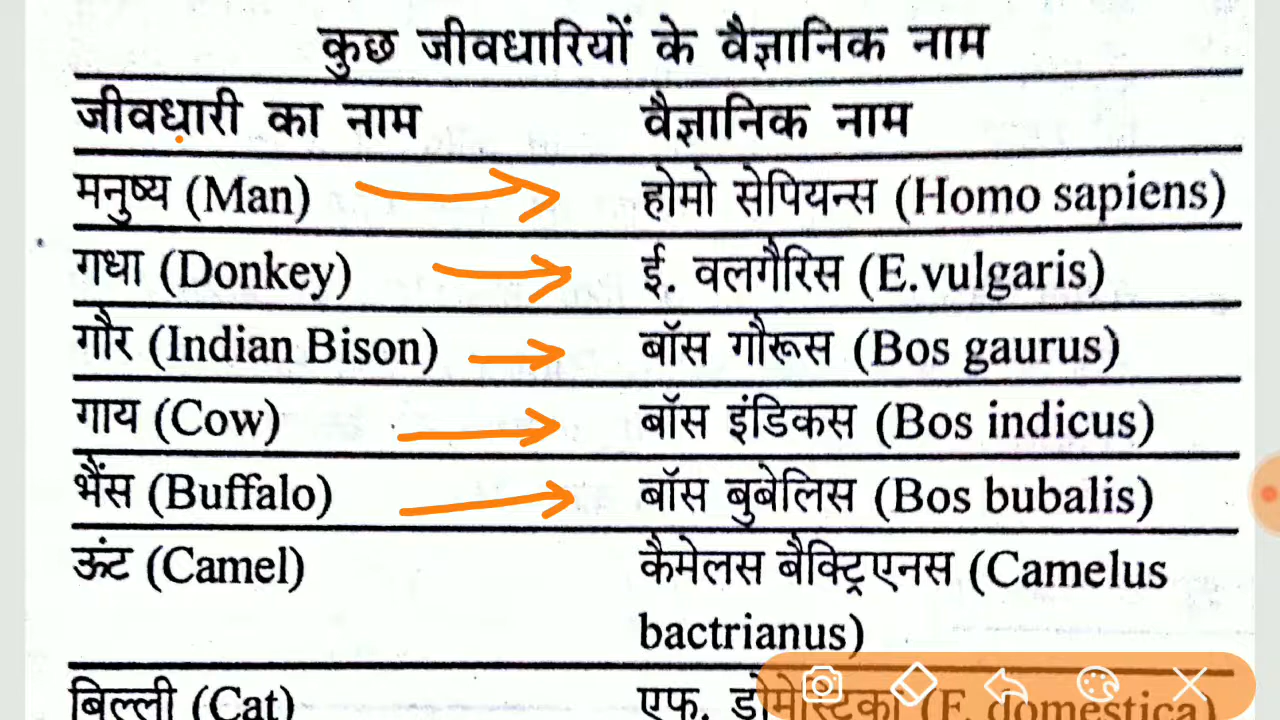 कुछ जीवधारियों के वैज्ञानिक नाम
जीवधारी का नाम वैज्ञानिक नाम
मनुष्य (Man) होमो सेपियन्स (Homo sapiens)
गधा (Donkey) ई. वलगैरिस (E.vulgaris)
गौर (Indian Bison) बॉस गौरूस (Bos gaurus)
गाय (Cow) बॉस इंडिकस (Bos indicus)
भैंस (Buffalo) बॉस बुबेलिस (Bos bubalis)
ऊंट (Camel) कैमेलस बैक्ट्रिएनस (Camelus
bactrianus)
बिल्ली (Cat) एफ. डोमेस्टिका (F. domestica)